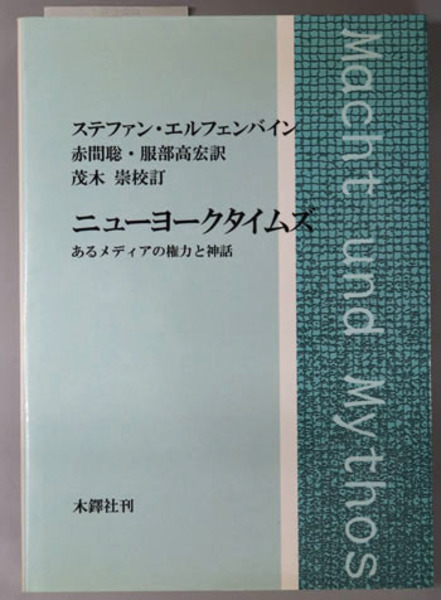 ステファン・エルフェンバイン
赤間聡・服部高宏訳
茂木 崇校訂
ニューヨークタイムズ
あるメディアの権力と神話
木鐸社刊
Macht und Mythos